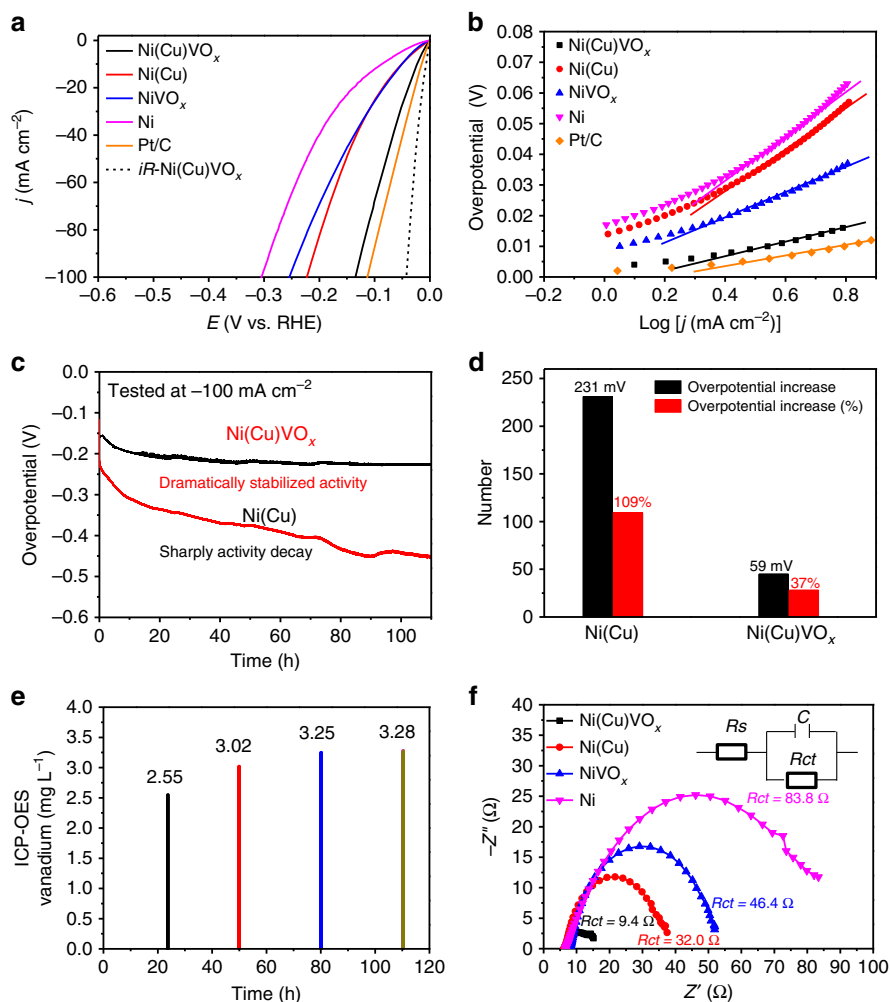 a
j (mA cm⁻²)
0
−20
−40
−60
−80
−100
Ni(Cu)VOₓ
Ni(Cu)
NiVOₓ
Ni
Pt/C
iR-Ni(Cu)VOₓ
−0.6 −0.5 −0.4 −0.3 −0.2 −0.1 0.0
E (V vs. RHE)
b
Overpotential (V)
0.08
0.07
0.06
0.05
0.04
0.03
0.02
0.01
0.00
Ni(Cu)VOₓ
Ni(Cu)
NiVOₓ
Ni
Pt/C
−0.2 0.0 0.2 0.4 0.6 0.8
Log [j (mA cm⁻²)]
c
Overpotential (V)
0.0
−0.1
−0.2
−0.3
−0.4
−0.5
−0.6
Tested at −100 mA cm⁻²
Ni(Cu)VOₓ
Dramatically stabilized activity
Ni(Cu)
Sharply activity decay
0 20 40 60 80 100
Time (h)
d
Number
250
200
150
100
50
0
231 mV
Overpotential increase
Overpotential increase (%)
109%
59 mV
37%
Ni(Cu) Ni(Cu)VOₓ
e
ICP-OES
vanadium (mg L⁻¹)
4.0
3.5
3.0
2.5
2.0
1.5
1.0
0.5
0.0
2.55
3.02
3.25
3.28
0 20 40 60 80 100 120
Time (h)
f
−Z″ (Ω)
40
35
30
25
20
15
10
5
0
Ni(Cu)VOₓ
Ni(Cu)
NiVOₓ
Ni
Rs
C
Rct
Rct = 83.8 Ω
Rct = 46.4 Ω
Rct = 9.4 Ω
Rct = 32.0 Ω
0 10 20 30 40 50 60 70 80 90 100
Z′ (Ω)